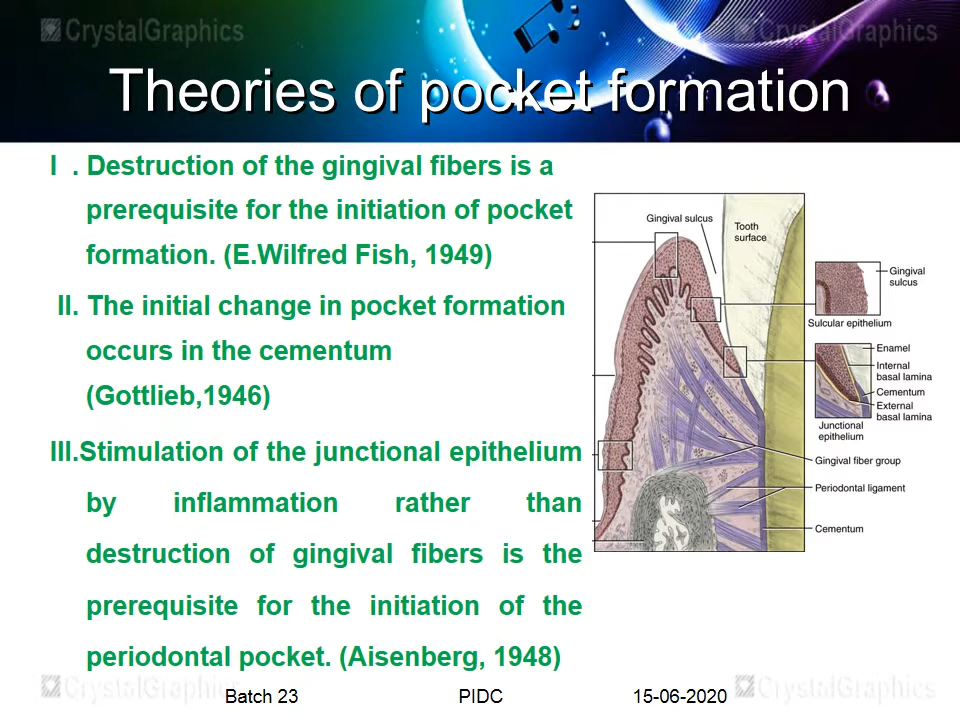 CrystalGraphics
CrystalGraphics
Theories of pocket formation
I . Destruction of the gingival fibers is a
prerequisite for the initiation of pocket
formation. (E.Wilfred Fish, 1949)
II. The initial change in pocket formation
occurs in the cementum
(Gottlieb,1946)
III.Stimulation of the junctional epithelium
by inflammation rather than
destruction of gingival fibers is the
prerequisite for the initiation of the
periodontal pocket. (Aisenberg, 1948)
Gingival sulcus
Tooth
surface
Gingival
sulcus
Sulcular epithelium
Enamel
Internal
basal lamina
Cementum
External
basal lamina
Junctional
epithelium
Gingival fiber group
Periodontal ligament
Cementum
CrystalGraphics
Batch 23 PIDC 15-06-2020
CrystalGraphics